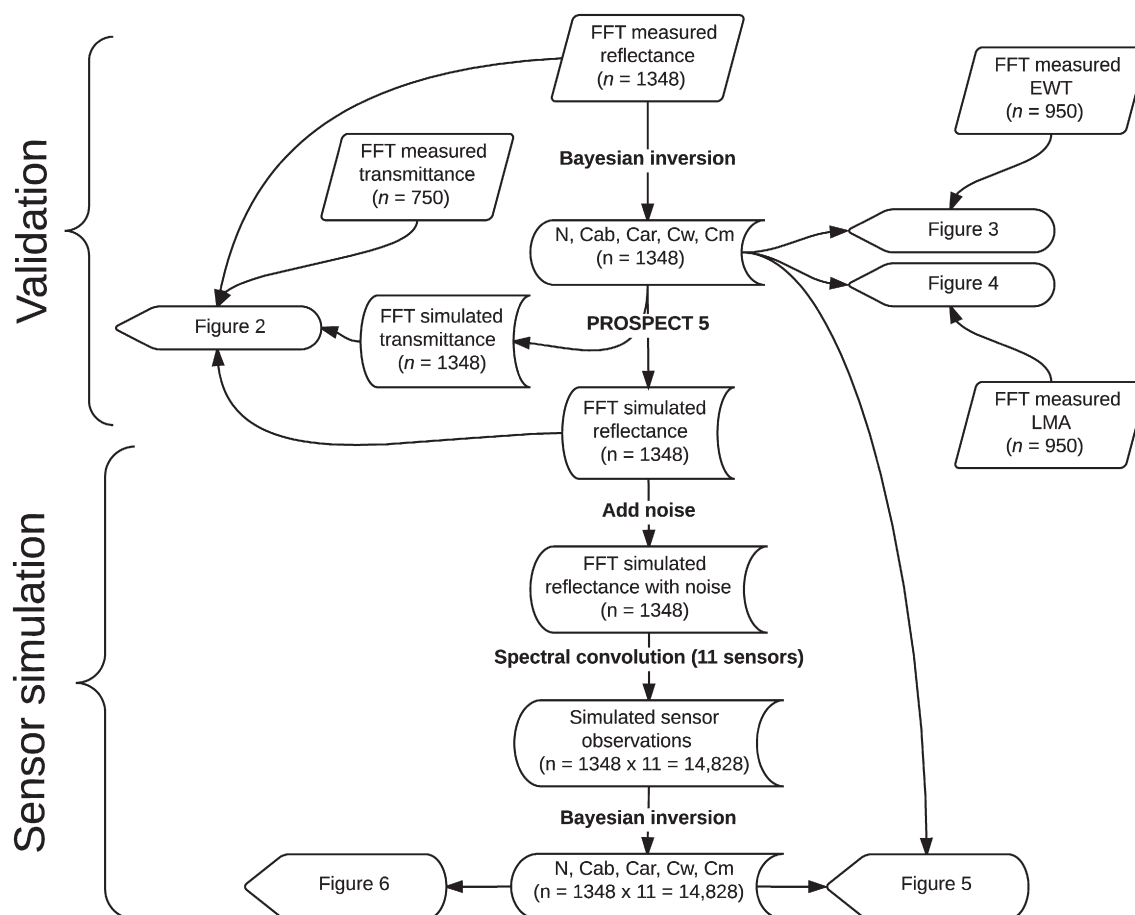 Validation
Sensor simulation
FFT measured
reflectance
(n = 1348)
FFT measured
EWT
(n = 950)
FFT measured
transmittance
(n = 750)
Bayesian inversion
N, Cab, Car, Cw, Cm
(n = 1348)
Figure 3
Figure 4
Figure 2
FFT simulated
transmittance
(n = 1348)
PROSPECT 5
FFT simulated
reflectance
(n = 1348)
FFT measured
LMA
(n = 950)
Add noise
FFT simulated
reflectance with noise
(n = 1348)
Spectral convolution (11 sensors)
Simulated sensor
observations
(n = 1348 x 11 = 14,828)
Bayesian inversion
N, Cab, Car, Cw, Cm
(n = 1348 x 11 = 14,828)
Figure 6
Figure 5